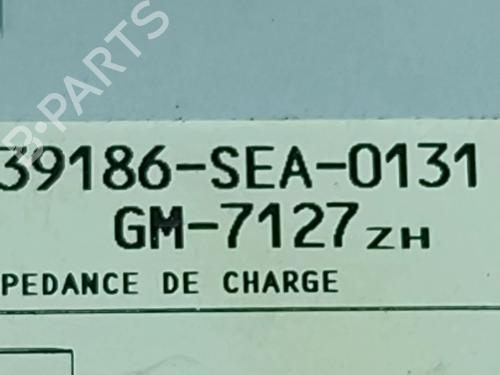 B-PARTS
39186-SEA-0131
GM-7127ZH
PEDANCE DE CHARGE